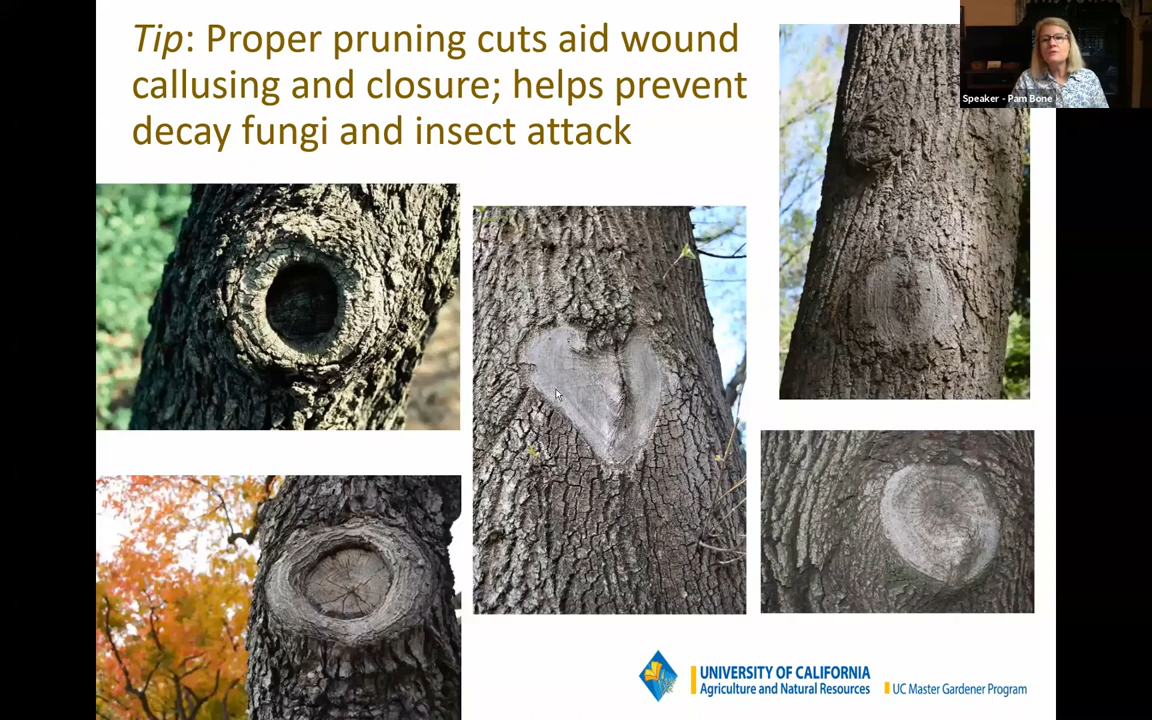 Tip: Proper pruning cuts aid wound
callusing and closure; helps prevent
decay fungi and insect attack
Speaker - Pam Bone
UNIVERSITY OF CALIFORNIA
Agriculture and Natural Resources
UC Master Gardener Program